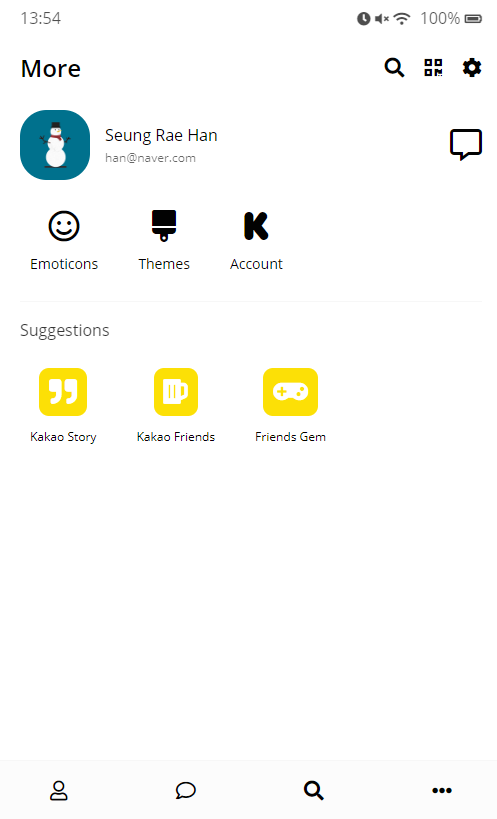 13:54 100%
More
Seung Rae Han
han@naver.com
Emoticons Themes Account
Suggestions
Kakao Story Kakao Friends Friends Gem